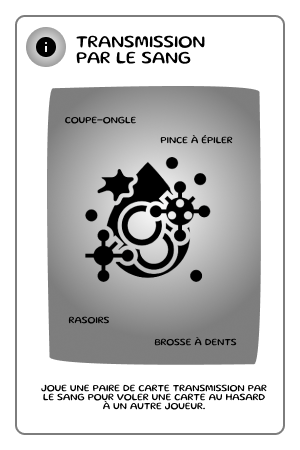 i
TRANSMISSION
PAR LE SANG
COUPE-ONGLE
PINCE À ÉPILER
RASOIRS
BROSSE À DENTS
JOUE UNE PAIRE DE CARTE TRANSMISSION PAR
LE SANG POUR VOLER UNE CARTE AU HASARD
À UN AUTRE JOUEUR.